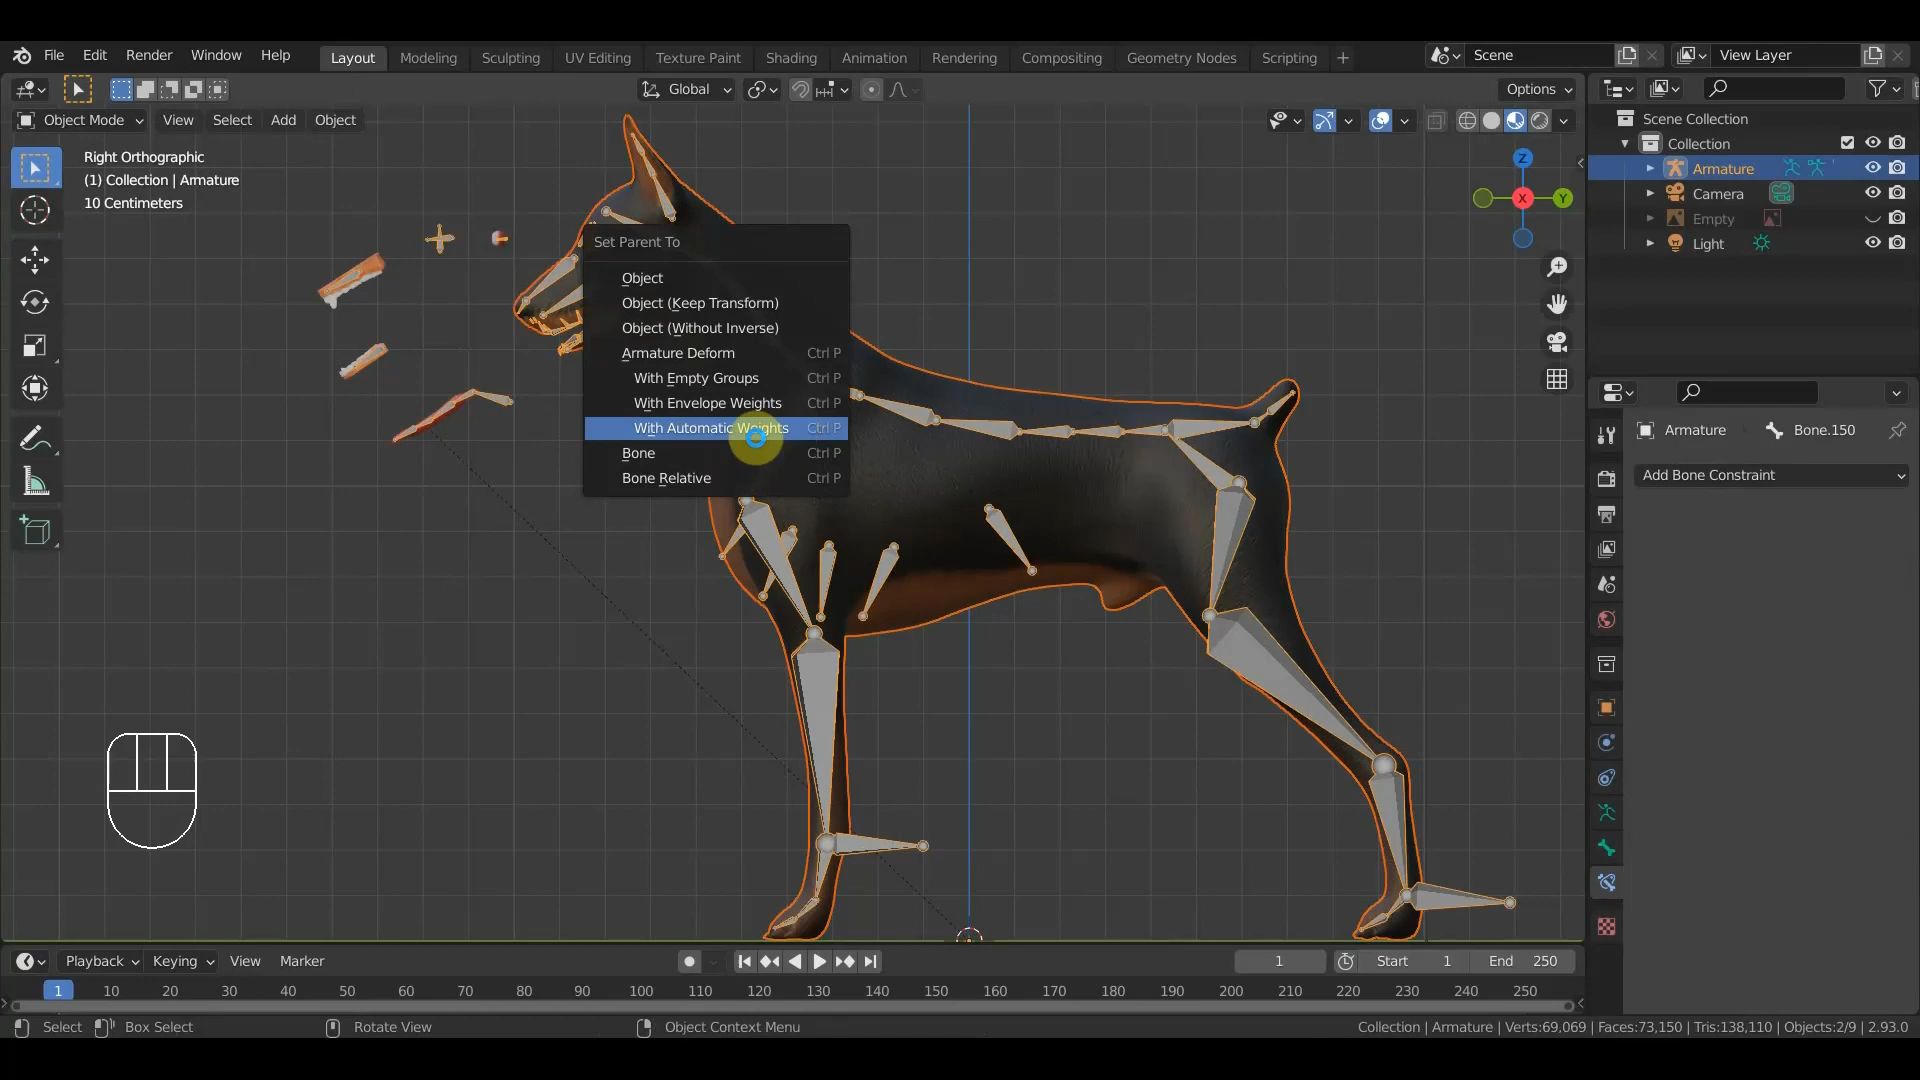 File Edit Render Window Help Layout Modeling Sculpting UV Editing Texture Paint Shading Animation Rendering Compositing Geometry Nodes Scripting + Scene View Layer
Global Options
Object Mode View Select Add Object
Right Orthographic
(1) Collection | Armature
10 Centimeters
Z
X
Y
Set Parent To
Object
Object (Keep Transform)
Object (Without Inverse)
Armature Deform Ctrl P
With Empty Groups Ctrl P
With Envelope Weights Ctrl P
With Automatic Weights Ctrl P
Bone Ctrl P
Bone Relative Ctrl P
Scene Collection
Collection
Armature
Camera
Empty
Light
Armature Bone.150
Add Bone Constraint
Playback Keying View Marker 1 Start 1 End 250
1 10 20 30 40 50 60 70 80 90 100 110 120 130 140 150 160 170 180 190 200 210 220 230 240 250
Select Box Select Rotate View Object Context Menu Collection | Armature | Verts:69,069 | Faces:73,150 | Tris:138,110 | Objects:2/9 | 2.93.0